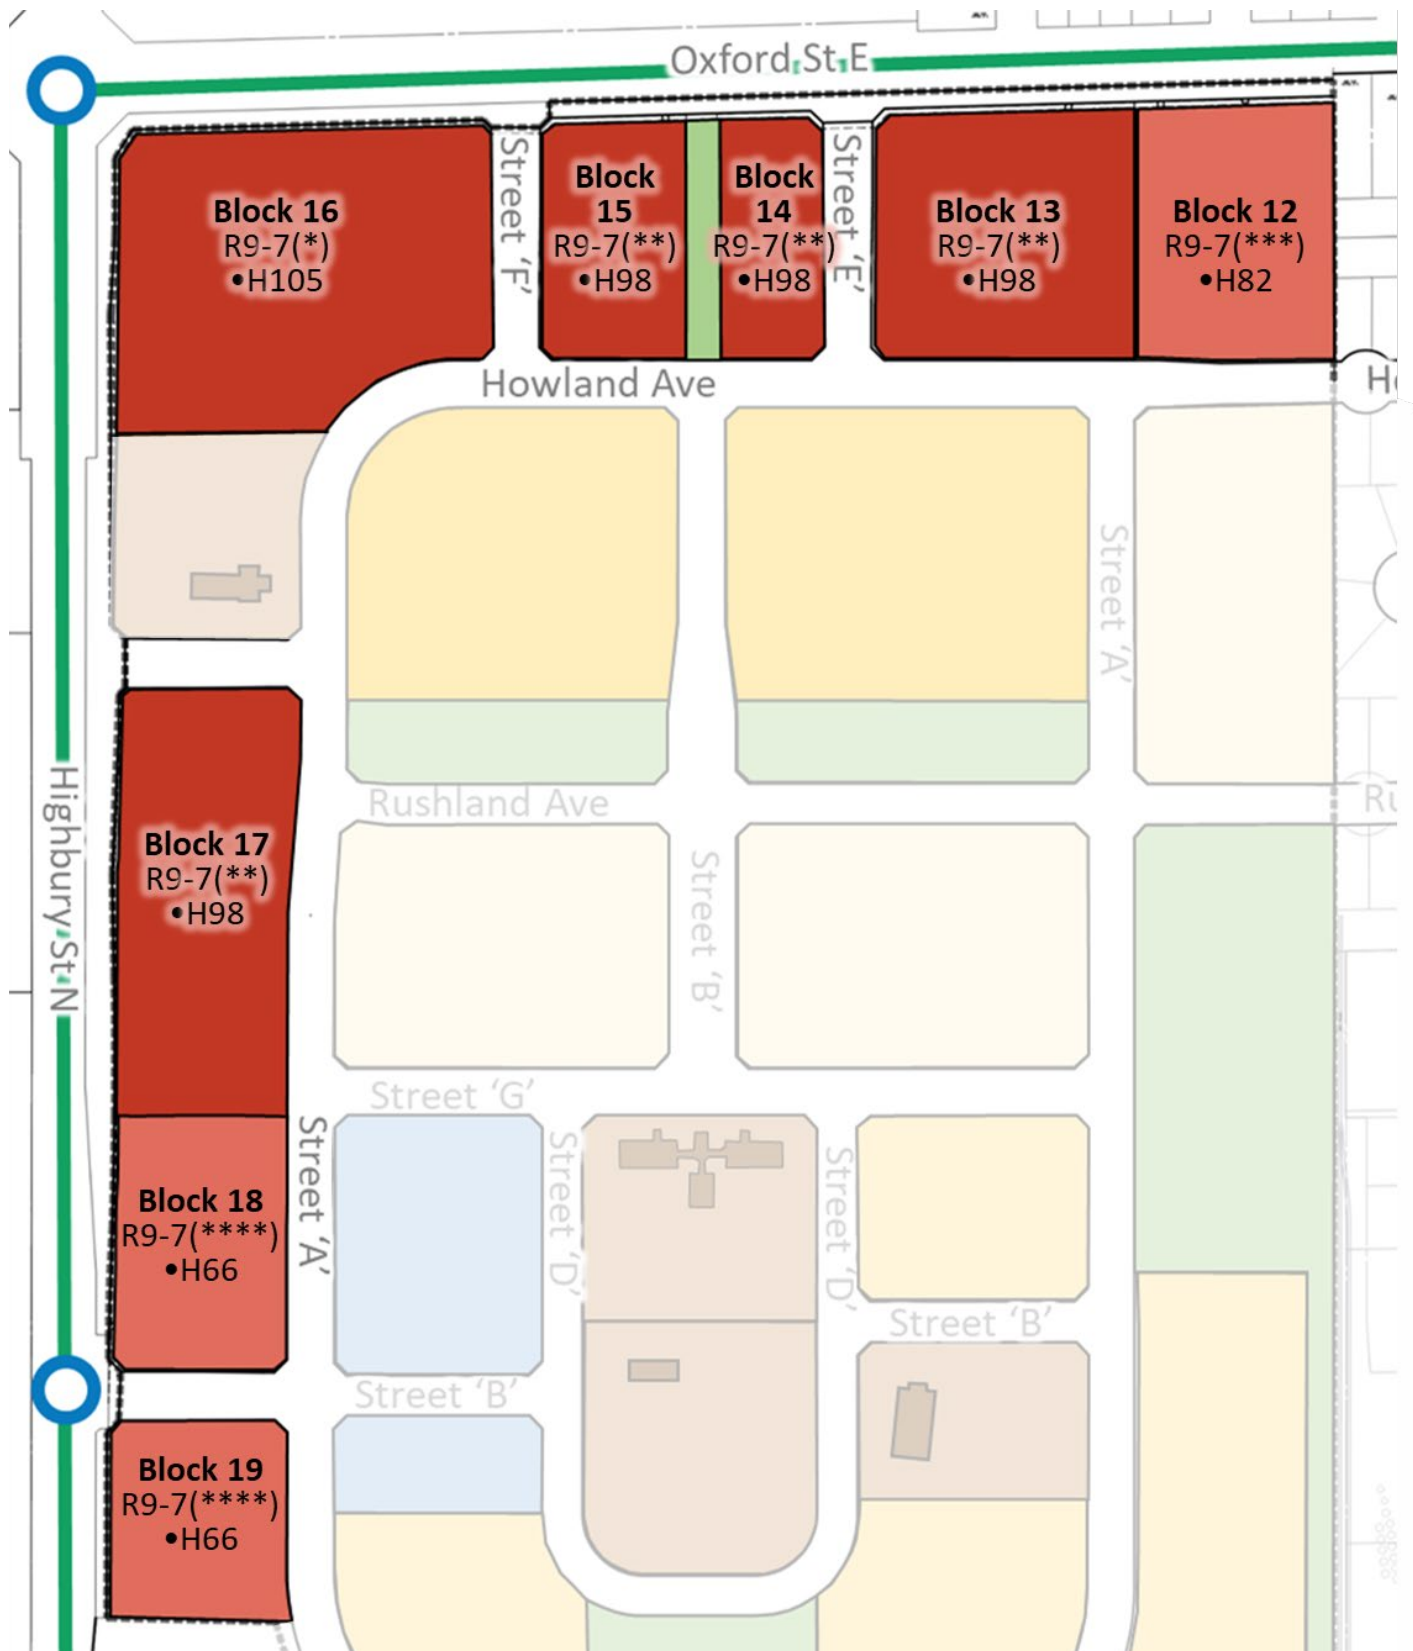 Oxford St E
Block 16
R9-7(*)
•H105
Street ‘F’
Block
15
R9-7(**)
•H98
Block
14
R9-7(**)
•H98
Street ‘E’
Block 13
R9-7(**)
•H98
Block 12
R9-7(***)
•H82
Howland Ave
Street ‘A’
Highbury St N
Rushland Ave
Ru
Block 17
R9-7(**)
•H98
Street ‘B’
Street ‘G’
Block 18
R9-7(****)
•H66
Street ‘A’
Street ‘D’
Street ‘D’
Street ‘B’
Street ‘B’
Block 19
R9-7(****)
•H66